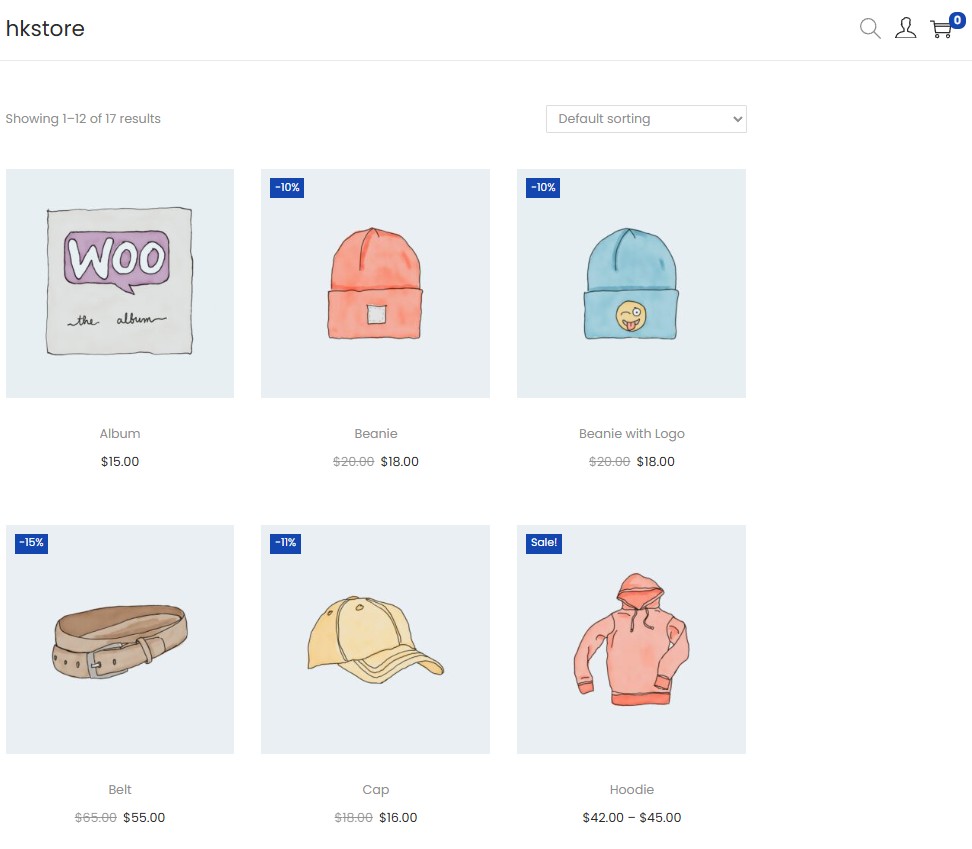 hkstore
0
Showing 1–12 of 17 results
Default sorting
WOO
the album
-10%
-10%
Album
$15.00
Beanie
$20.00 $18.00
Beanie with Logo
$20.00 $18.00
-15%
-11%
Sale!
Belt
$65.00 $55.00
Cap
$18.00 $16.00
Hoodie
$42.00 – $45.00